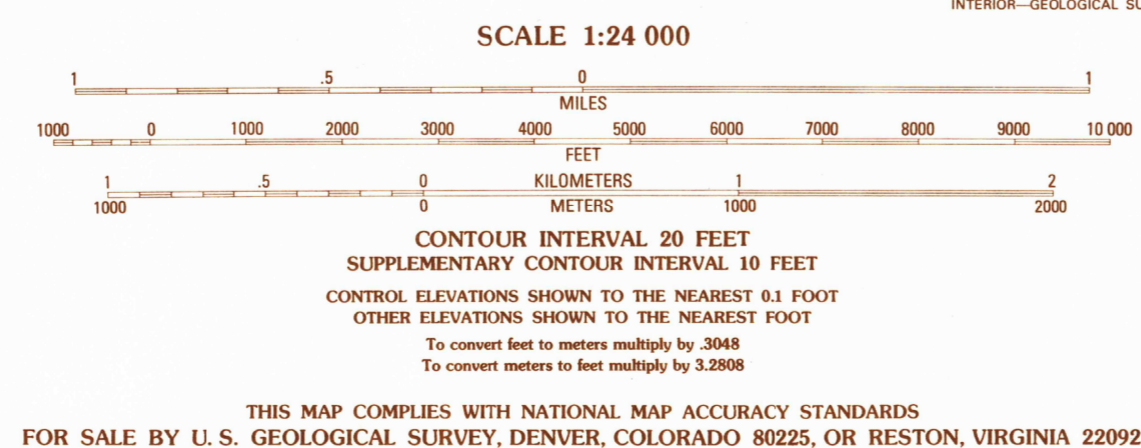 INTERIOR—GEOLOGICAL
SCALE 1:24 000
1 .5 0 1
MILES
1000 0 1000 2000 3000 4000 5000 6000 7000 8000 9000 10 000
FEET
1 .5 0 KILOMETERS 1 2
1000 0 METERS 1000 2000
CONTOUR INTERVAL 20 FEET
SUPPLEMENTARY CONTOUR INTERVAL 10 FEET
CONTROL ELEVATIONS SHOWN TO THE NEAREST 0.1 FOOT
OTHER ELEVATIONS SHOWN TO THE NEAREST FOOT
To convert feet to meters multiply by .3048
To convert meters to feet multiply by 3.2808
THIS MAP COMPLIES WITH NATIONAL MAP ACCURACY STANDARDS
FOR SALE BY U. S. GEOLOGICAL SURVEY, DENVER, COLORADO 80225, OR RESTON, VIRGINIA 22092